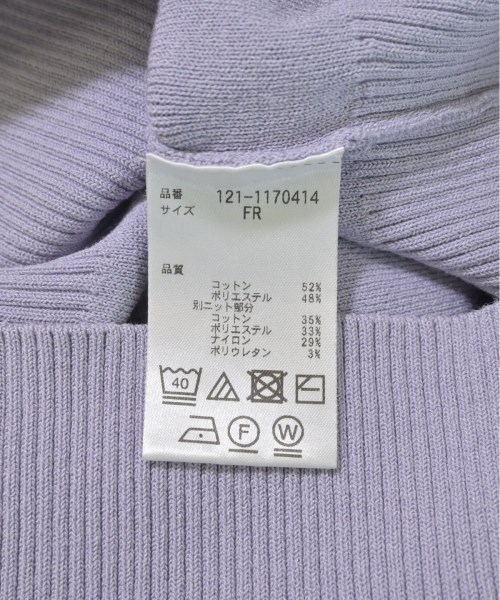 品番 121-1170414
サイズ FR
品質
コットン 52%
ポリエステル 48%
別ニット部分
コットン 35%
ポリエステル 33%
ナイロン 29%
ポリウレタン 3%
40
F W